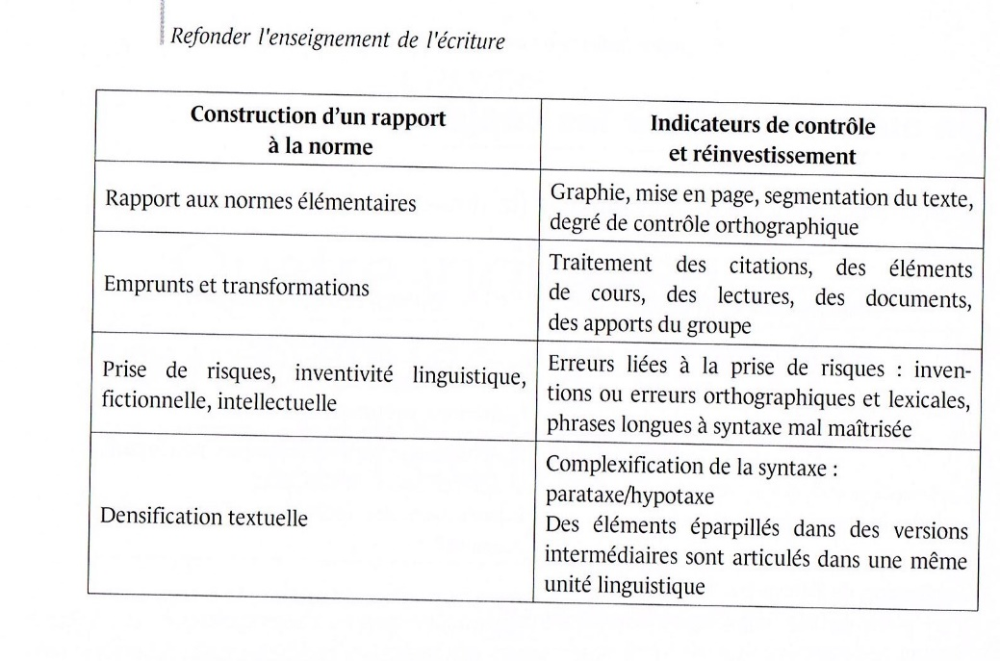 Refonder l'enseignement de l'écriture
Construction d'un rapport
à la norme
Indicateurs de contrôle
et réinvestissement
Rapport aux normes élémentaires
Graphie, mise en page, segmentation du texte,
degré de contrôle orthographique
Emprunts et transformations
Traitement des citations, des éléments
de cours, des lectures, des documents,
des apports du groupe
Prise de risques, inventivité linguistique,
fictionnelle, intellectuelle
Erreurs liées à la prise de risques : inven-
tions ou erreurs orthographiques et lexicales,
phrases longues à syntaxe mal maîtrisée
Densification textuelle
Complexification de la syntaxe :
parataxe/hypotaxe
Des éléments éparpillés dans des versions
intermédiaires sont articulés dans une même
unité linguistique